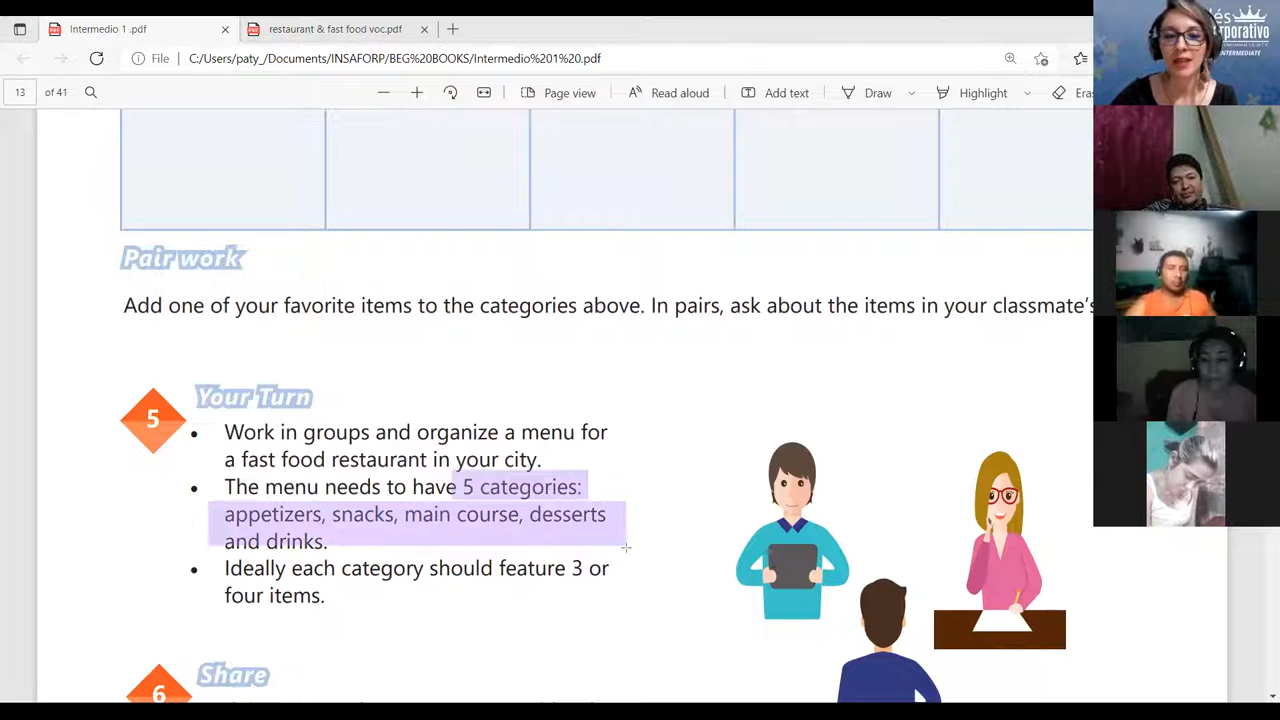 Intermedio 1 .pdf
restaurant & fast food voc.pdf
File
C:/Users/paty_/Documents/INSAFORP/BEG%20BOOKS/Intermedio%01%20.pdf
13 of 41
Page view
Read aloud
Add text
Draw
Highlight
Pair work
Add one of your favorite items to the categories above. In pairs, ask about the items in your classmate's
5
Your Turn
• Work in groups and organize a menu for
a fast food restaurant in your city.
• The menu needs to have 5 categories:
appetizers, snacks, main course, desserts
and drinks.
• Ideally each category should feature 3 or
four items.
6
Share
INTERMEDIATE